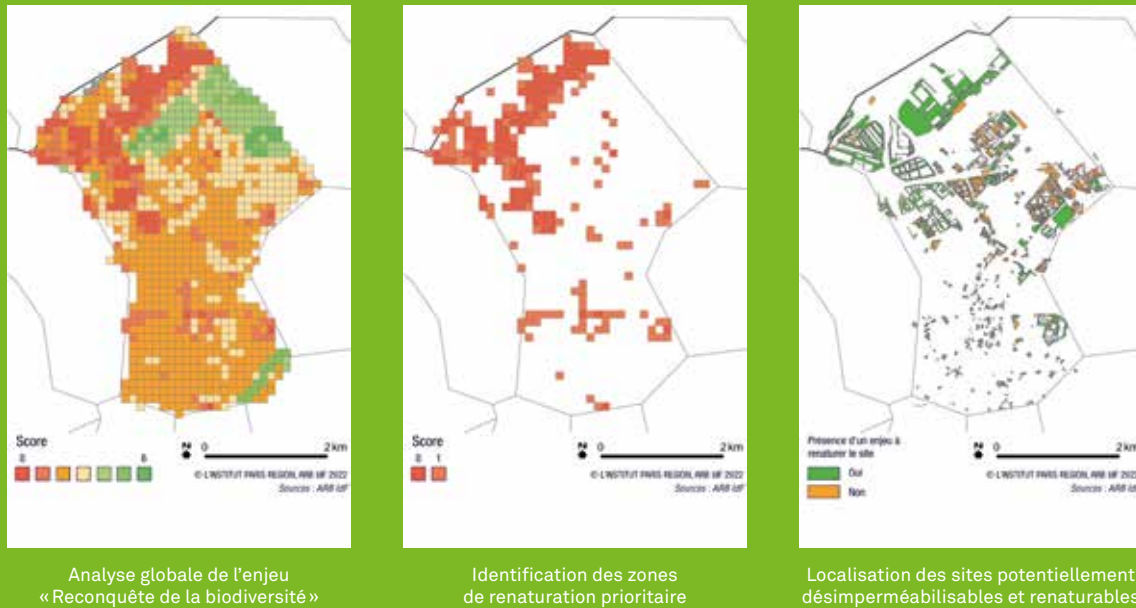 Score
8
0
2 km
© L'INSTITUT PARIS REGION, ARB IdF 2022
Sources : ARB IdF
Analyse globale de l'enjeu
« Reconquête de la biodiversité »
Score
1
0
2 km
© L'INSTITUT PARIS REGION, ARB IdF 2022
Sources : ARB IdF
Identification des zones
de renaturation prioritaire
Présence d'un enjeu à
renaturer le site
Oui
Non
0
2 km
© L'INSTITUT PARIS REGION, ARB IdF 2022
Sources : ARB IdF
Localisation des sites potentiellement
désimperméabilisables et renaturables